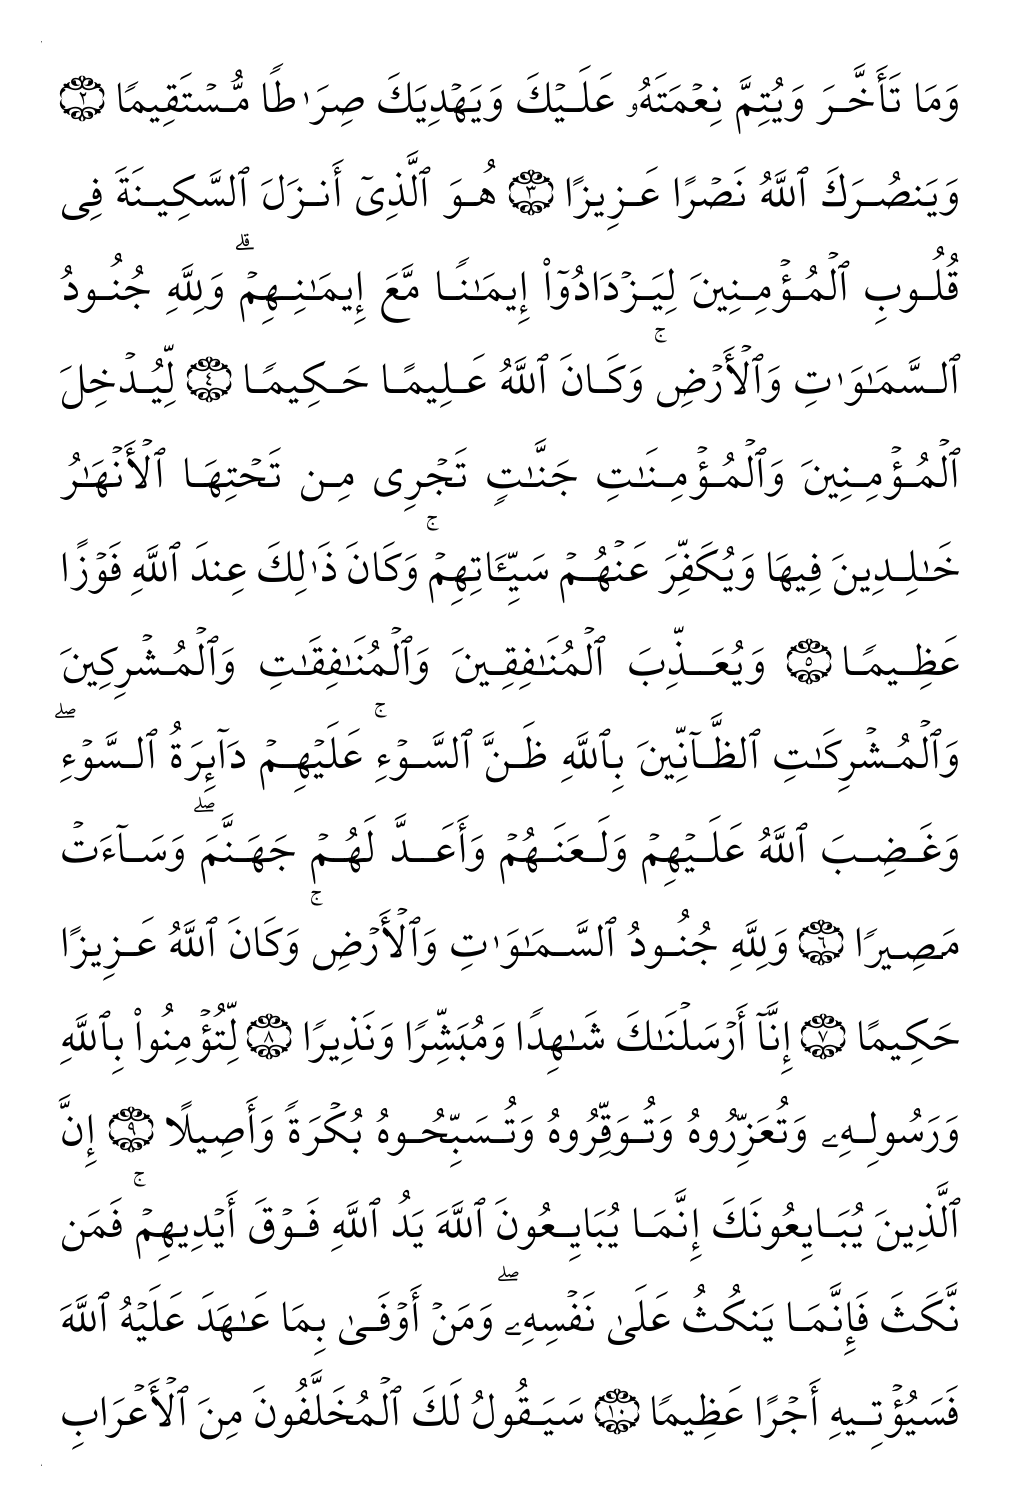 وَمَا تَأَخَّرَ وَيُتِمَّ نِعۡمَتَهُۥ عَلَيۡكَ وَيَهۡدِيَكَ صِرَٰطًا مُّسۡتَقِيمًا ۝٢
وَيَنصُرَكَ ٱللَّهُ نَصۡرًا عَزِيزًا ۝٣ هُوَ ٱلَّذِيٓ أَنزَلَ ٱلسَّكِينَةَ فِي
قُلُوبِ ٱلۡمُؤۡمِنِينَ لِيَزۡدَادُوٓاْ إِيمَٰنًا مَّعَ إِيمَٰنِهِمۡۗ وَلِلَّهِ جُنُودُ
ٱلسَّمَٰوَٰتِ وَٱلۡأَرۡضِۚ وَكَانَ ٱللَّهُ عَلِيمًا حَكِيمًا ۝٤ لِّيُدۡخِلَ
ٱلۡمُؤۡمِنِينَ وَٱلۡمُؤۡمِنَٰتِ جَنَّٰتٍ تَجۡرِي مِن تَحۡتِهَا ٱلۡأَنۡهَٰرُ
خَٰلِدِينَ فِيهَا وَيُكَفِّرَ عَنۡهُمۡ سَيِّـَٔاتِهِمۡۚ وَكَانَ ذَٰلِكَ عِندَ ٱللَّهِ فَوۡزًا
عَظِيمًا ۝٥ وَيُعَذِّبَ ٱلۡمُنَٰفِقِينَ وَٱلۡمُنَٰفِقَٰتِ وَٱلۡمُشۡرِكِينَ
وَٱلۡمُشۡرِكَٰتِ ٱلظَّآنِّينَ بِٱللَّهِ ظَنَّ ٱلسَّوۡءِۚ عَلَيۡهِمۡ دَآئِرَةُ ٱلسَّوۡءِۖ
وَغَضِبَ ٱللَّهُ عَلَيۡهِمۡ وَلَعَنَهُمۡ وَأَعَدَّ لَهُمۡ جَهَنَّمَۖ وَسَآءَتۡ
مَصِيرًا ۝٦ وَلِلَّهِ جُنُودُ ٱلسَّمَٰوَٰتِ وَٱلۡأَرۡضِۚ وَكَانَ ٱللَّهُ عَزِيزًا
حَكِيمًا ۝٧ إِنَّآ أَرۡسَلۡنَٰكَ شَٰهِدًا وَمُبَشِّرًا وَنَذِيرًا ۝٨ لِّتُؤۡمِنُواْ بِٱللَّهِ
وَرَسُولِهِۦ وَتُعَزِّرُوهُ وَتُوَقِّرُوهُ وَتُسَبِّحُوهُ بُكۡرَةً وَأَصِيلًا ۝٩ إِنَّ
ٱلَّذِينَ يُبَايِعُونَكَ إِنَّمَا يُبَايِعُونَ ٱللَّهَ يَدُ ٱللَّهِ فَوۡقَ أَيۡدِيهِمۡۚ فَمَن
نَّكَثَ فَإِنَّمَا يَنكُثُ عَلَىٰ نَفۡسِهِۦۖ وَمَنۡ أَوۡفَىٰ بِمَا عَٰهَدَ عَلَيۡهُ ٱللَّهَ
فَسَيُؤۡتِيهِ أَجۡرًا عَظِيمًا ۝١٠ سَيَقُولُ لَكَ ٱلۡمُخَلَّفُونَ مِنَ ٱلۡأَعۡرَابِ